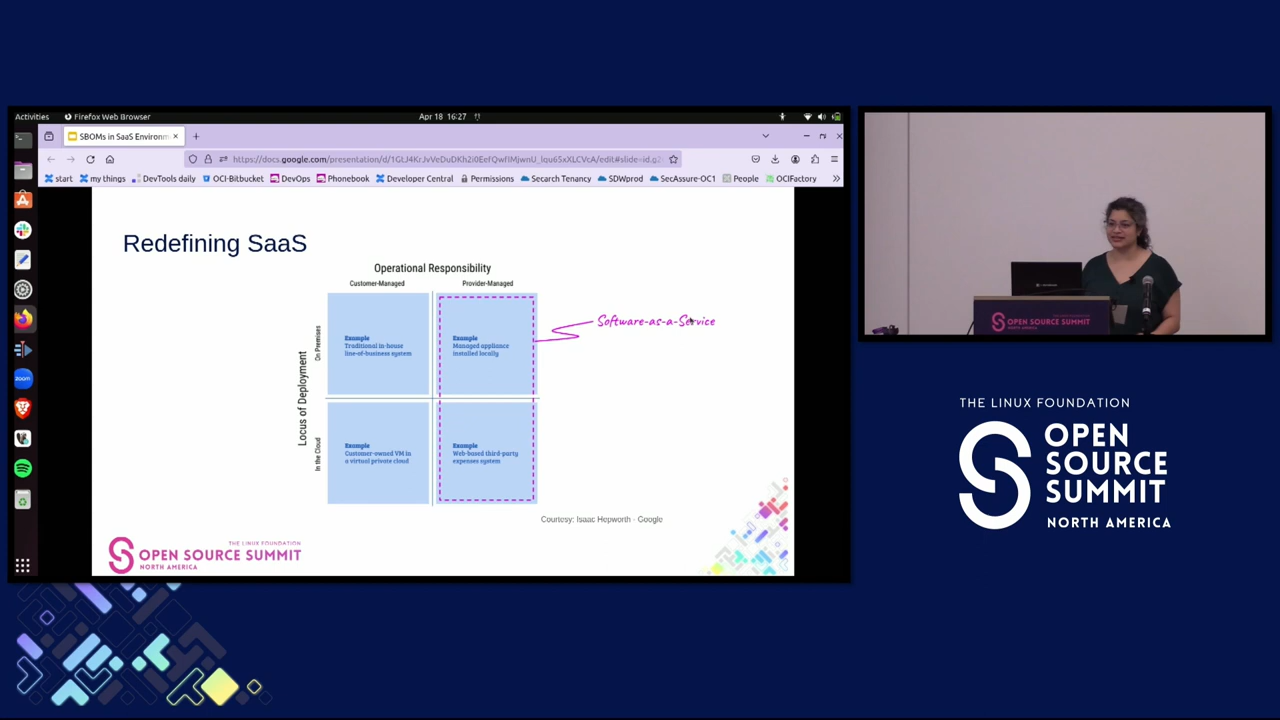 Activities
Firefox Web Browser
Apr 18 16:27
SBOMs in SaaS Environm
start
my things
DevTools daily
OCI-Bitbucket
DevOps
Phonebook
Developer Central
Permissions
Secarch Tenancy
SDWprod
SecAssure-OC1
People
OCIFactory
Redefining SaaS
Operational Responsibility
Customer-Managed
Provider-Managed
Locus of Deployment
On Premises
Example
Traditional in-house
line-of-business system
Example
Managed appliance
installed locally
Software-as-a-Service
In the Cloud
Example
Customer-owned VM in
a virtual private cloud
Example
Web-based third-party
expenses system
Courtesy: Isaac Hepworth - Google
THE LINUX FOUNDATION
OPEN SOURCE SUMMIT
NORTH AMERICA
zoom
OPEN SOURCE SUMMIT
THE LINUX FOUNDATION
OPEN
SOURCE
SUMMIT
NORTH AMERICA